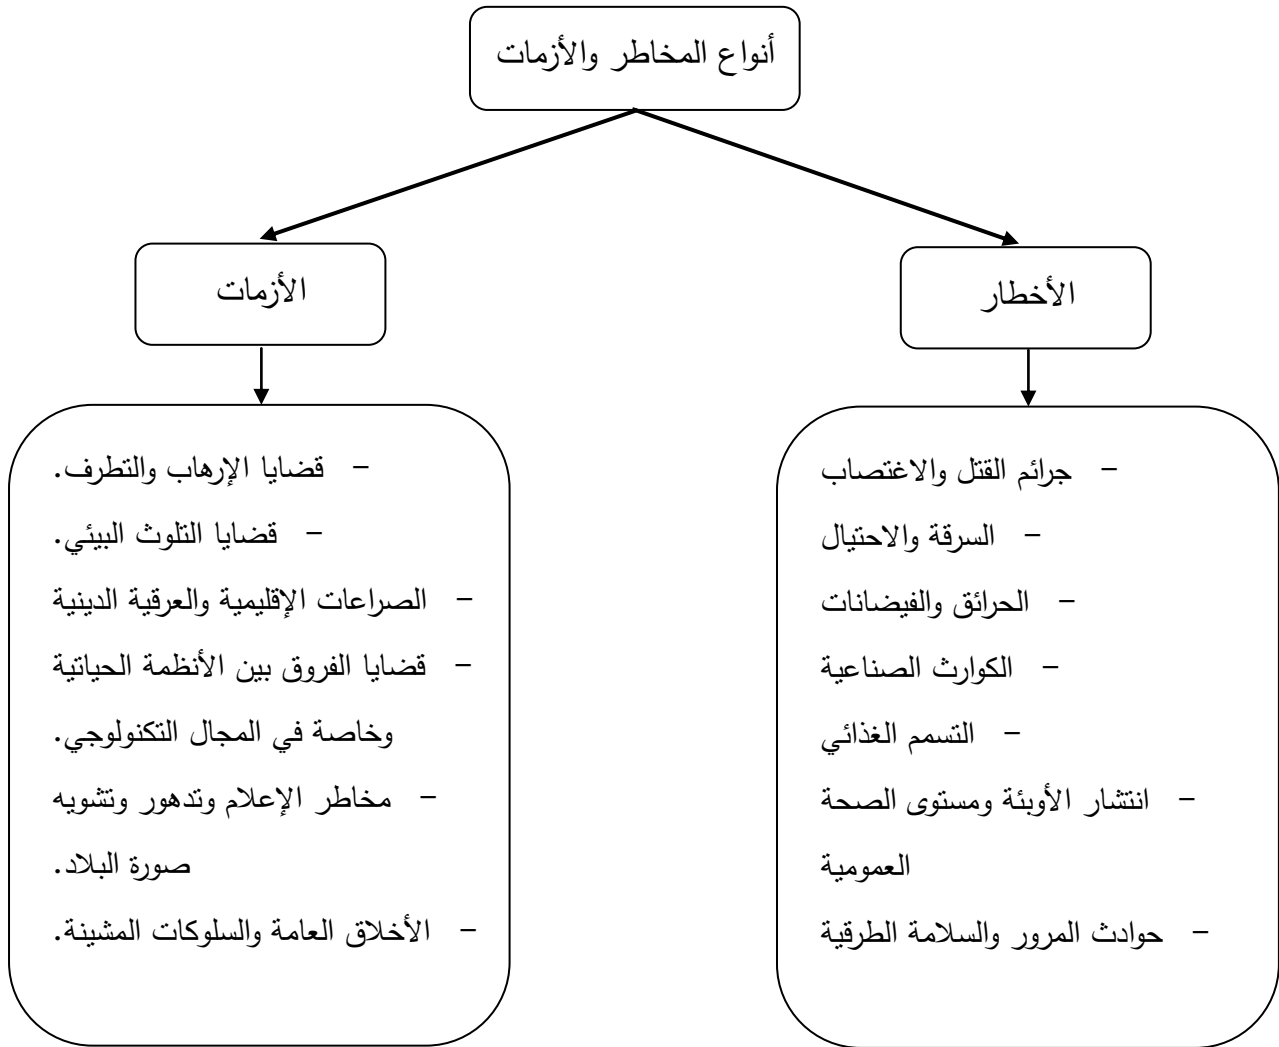 أنواع المخاطر والأزمات
الأخطار
- جرائم القتل والاغتصاب
- السرقة والاحتيال
- الحرائق والفيضانات
- الكوارث الصناعية
- التسمم الغذائي
- انتشار الأوبئة ومستوى الصحة
العمومية
- حوادث المرور والسلامة الطرقية
الأزمات
- قضايا الإرهاب والتطرف.
- قضايا التلوث البيئي.
- الصراعات الإقليمية والعرقية الدينية
- قضايا الفروق بين الأنظمة الحياتية
وخاصة في المجال التكنولوجي.
- مخاطر الإعلام وتدهور وتشويه
صورة البلاد.
- الأخلاق العامة والسلوكات المشينة.